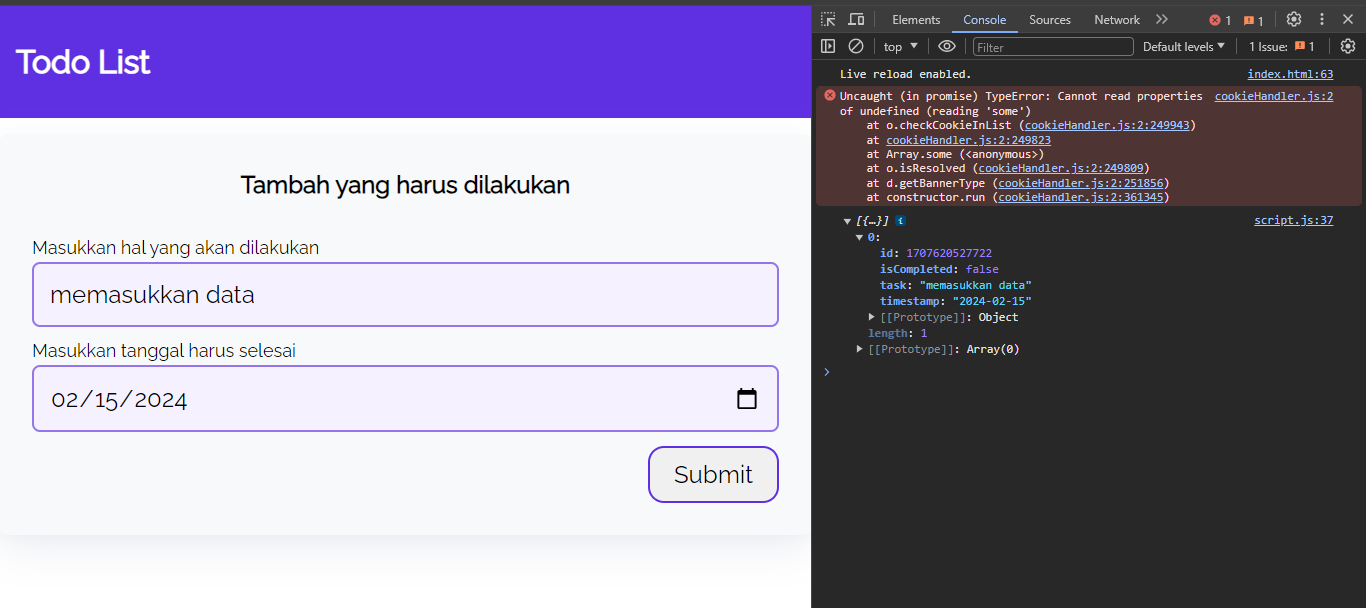 Todo List
Tambah yang harus dilakukan
Masukkan hal yang akan dilakukan
memasukkan data
Masukkan tanggal harus selesai
02/15/2024
Submit
Elements Console Sources Network 1 1
top Filter Default levels 1 Issue: 1
Live reload enabled. index.html:63
Uncaught (in promise) TypeError: Cannot read properties cookieHandler.js:2
of undefined (reading 'some')
at o.checkCookieInList (cookieHandler.js:2:249943)
at cookieHandler.js:2:249823
at Array.some (<anonymous>)
at o.isResolved (cookieHandler.js:2:249809)
at d.getBannerType (cookieHandler.js:2:251856)
at constructor.run (cookieHandler.js:2:361345)
[{…}] i script.js:37
0:
id: 1707620527722
isCompleted: false
task: "memasukkan data"
timestamp: "2024-02-15"
[[Prototype]]: Object
length: 1
[[Prototype]]: Array(0)